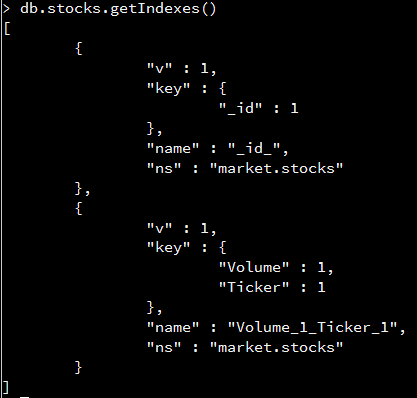 > db.stocks.getIndexes()
[
        {
                "v" : 1,
                "key" : {
                        "_id" : 1
                },
                "name" : "_id_",
                "ns" : "market.stocks"
        },
        {
                "v" : 1,
                "key" : {
                        "Volume" : 1,
                        "Ticker" : 1
                },
                "name" : "Volume_1_Ticker_1",
                "ns" : "market.stocks"
        }
]